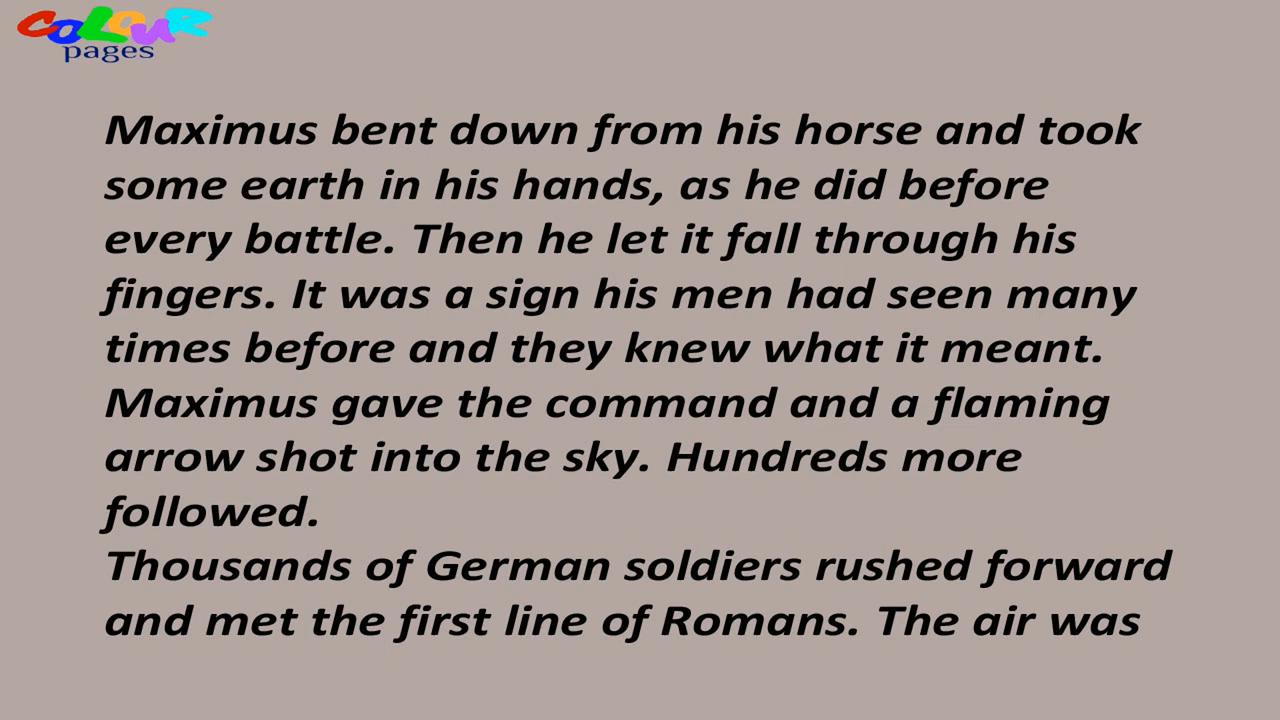 COLOUR
pages
Maximus bent down from his horse and took
some earth in his hands, as he did before
every battle. Then he let it fall through his
fingers. It was a sign his men had seen many
times before and they knew what it meant.
Maximus gave the command and a flaming
arrow shot into the sky. Hundreds more
followed.
Thousands of German soldiers rushed forward
and met the first line of Romans. The air was